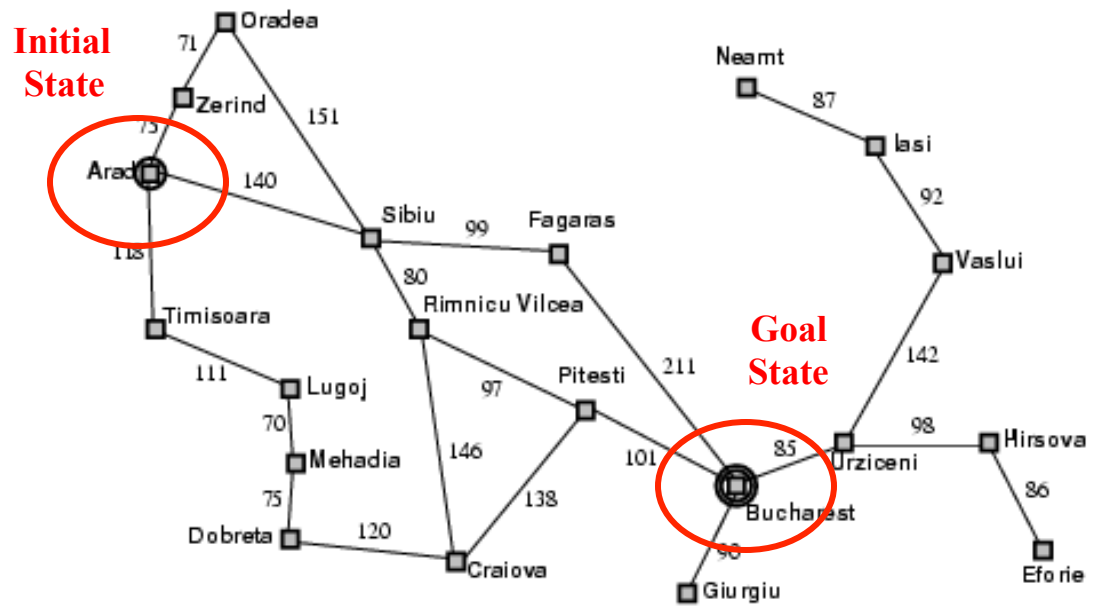 Oradea
Initial
State
71
Neamt
Zerind
87
75
151
Iasi
Arad
140
92
Sibiu
99
Fagaras
118
Vaslui
80
Rimnicu Vilcea
Timisoara
Goal
State
142
111
Lugoj
97
Pitesti
211
70
Mehadia
146
101
85
98
Hirsova
Urziceni
75
138
86
Dobreta
120
Bucharest
90
Craiova
Giurgiu
Eforie